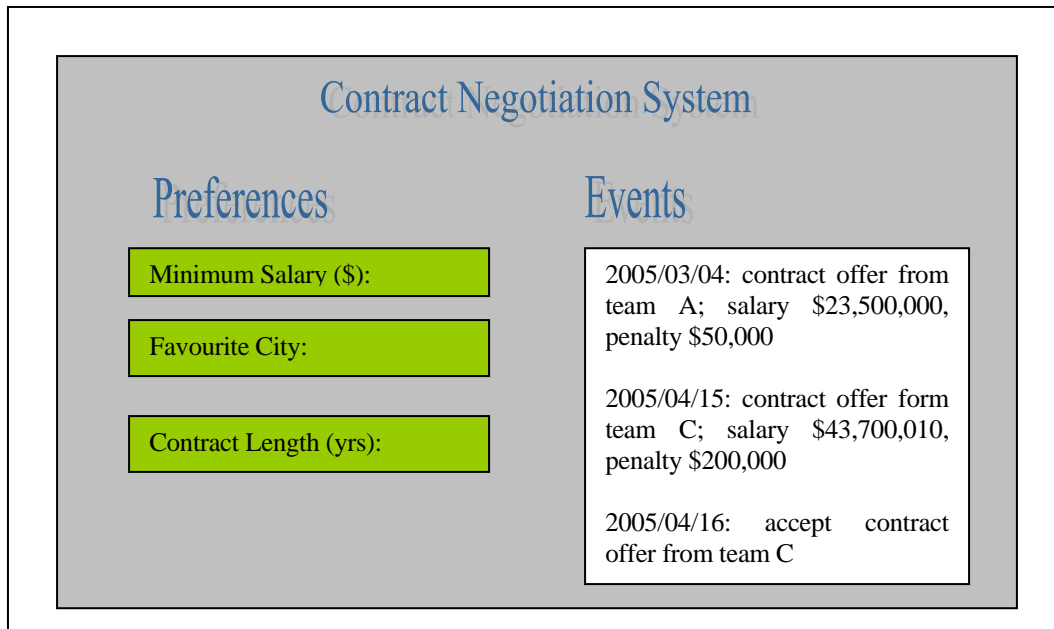 Contract Negotiation System
Preferences
Minimum Salary ($):
Favourite City:
Contract Length (yrs):
Events
2005/03/04: contract offer from
team A; salary $23,500,000,
penalty $50,000
2005/04/15: contract offer form
team C; salary $43,700,010,
penalty $200,000
2005/04/16: accept contract
offer from team C